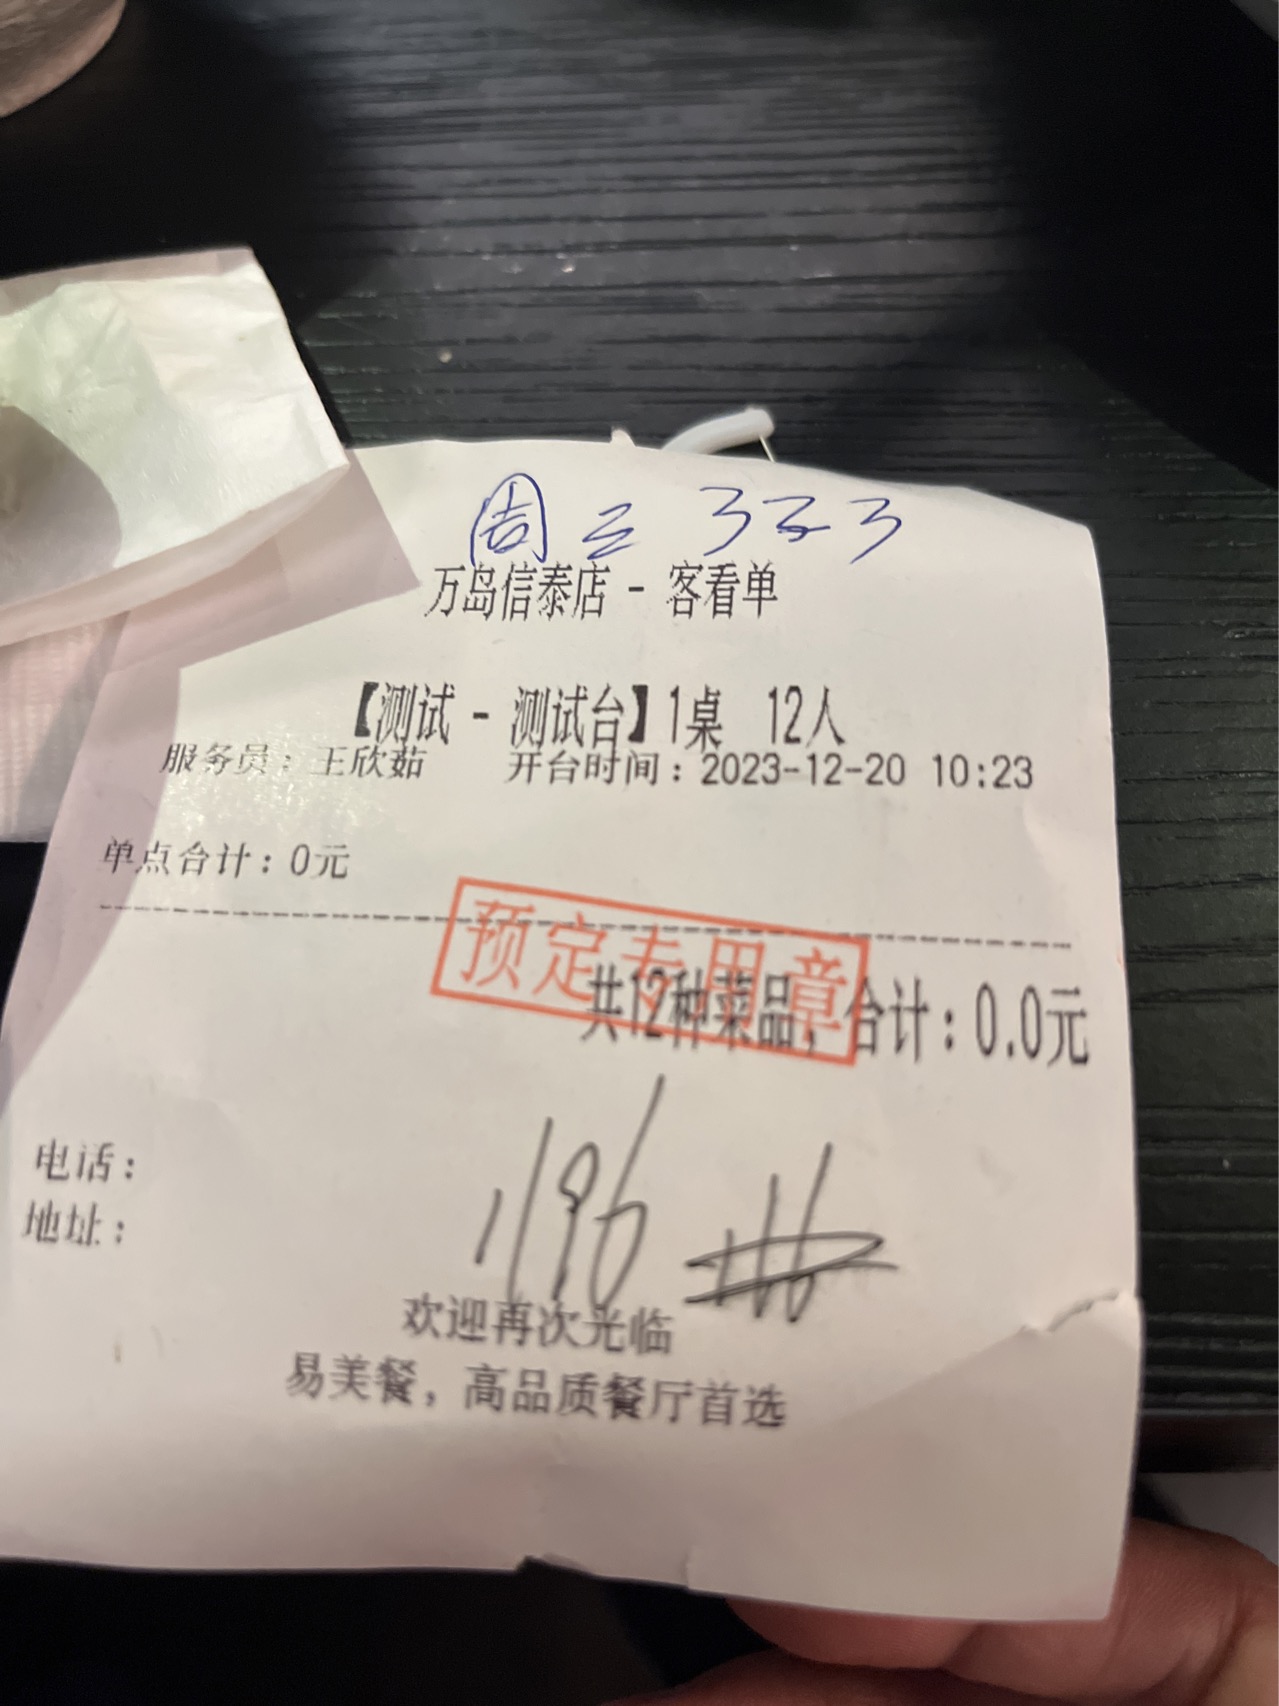 周三 333
万岛信泰店 - 客看单
【测试 - 测试台】1桌 12人
服务员：王欣茹 开台时间：2023-12-20 10:23
单点合计：0元
预定专用章
共12种菜品，合计：0.0元
电话：
1196
地址：
欢迎再次光临
易美餐，高品质餐厅首选